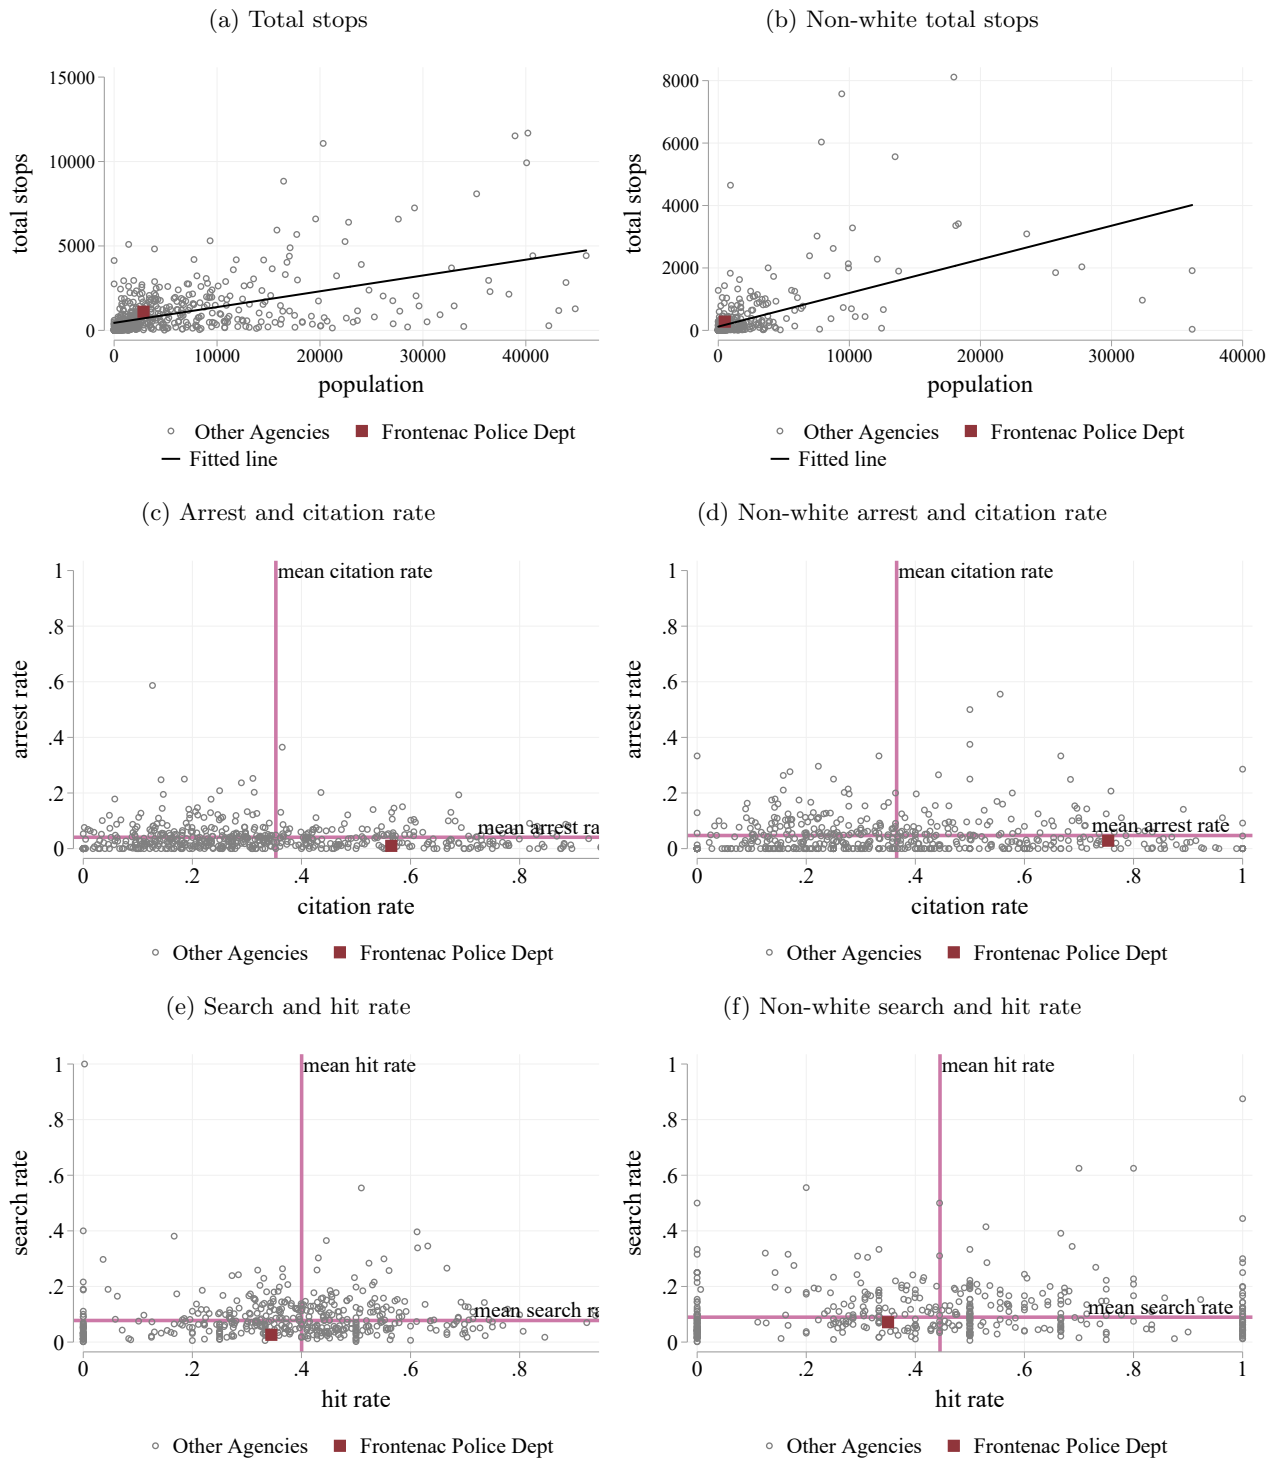 (a) Total stops
(b) Non-white total stops
total stops
15000
10000
5000
0
0 10000 20000 30000 40000
population
Other Agencies Frontenac Police Dept
Fitted line
total stops
8000
6000
4000
2000
0
0 10000 20000 30000 40000
population
Other Agencies Frontenac Police Dept
Fitted line
(c) Arrest and citation rate
(d) Non-white arrest and citation rate
arrest rate
1
.8
.6
.4
.2
0
mean citation rate
mean arrest ra
0 .2 .4 .6 .8
citation rate
Other Agencies Frontenac Police Dept
arrest rate
1
.8
.6
.4
.2
0
mean citation rate
mean arrest rate
0 .2 .4 .6 .8 1
citation rate
Other Agencies Frontenac Police Dept
(e) Search and hit rate
(f) Non-white search and hit rate
search rate
1
.8
.6
.4
.2
0
mean hit rate
mean search ra
0 .2 .4 .6 .8
hit rate
Other Agencies Frontenac Police Dept
search rate
1
.8
.6
.4
.2
0
mean hit rate
mean search rate
0 .2 .4 .6 .8 1
hit rate
Other Agencies Frontenac Police Dept